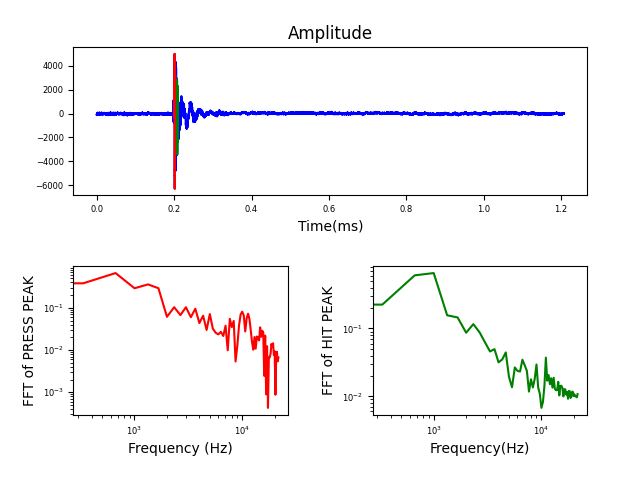 Amplitude
4000
2000
0
−2000
−4000
−6000
0.0 0.2 0.4 0.6 0.8 1.0 1.2
Time(ms)
FFT of PRESS PEAK
10⁻¹
10⁻²
10⁻³
10³ 10⁴
Frequency (Hz)
FFT of HIT PEAK
10⁻¹
10⁻²
10³ 10⁴
Frequency(Hz)